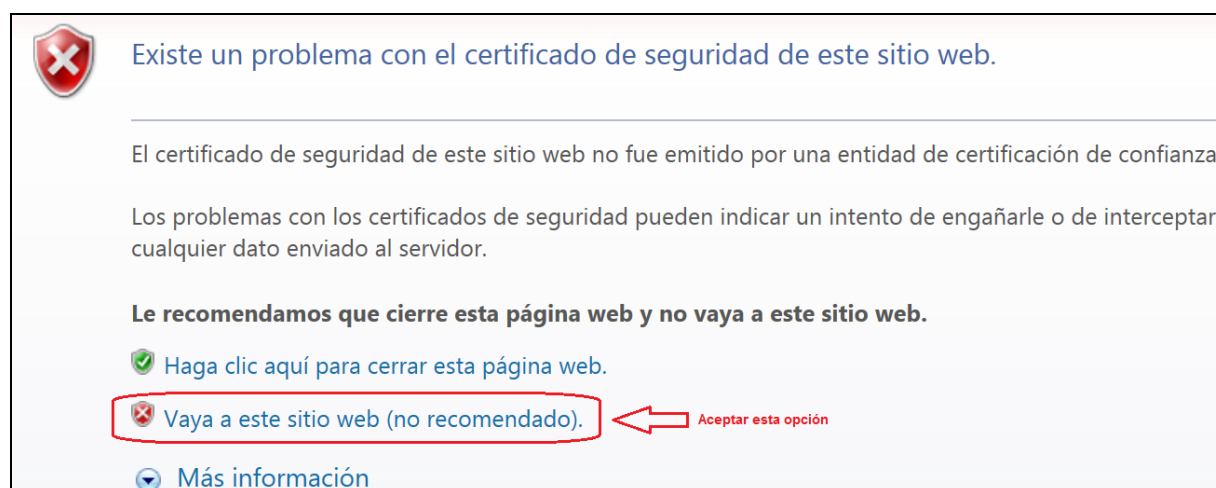 Existe un problema con el certificado de seguridad de este sitio web.
El certificado de seguridad de este sitio web no fue emitido por una entidad de certificación de confianza
Los problemas con los certificados de seguridad pueden indicar un intento de engañarle o de interceptar
cualquier dato enviado al servidor.
Le recomendamos que cierre esta página web y no vaya a este sitio web.
Haga clic aquí para cerrar esta página web.
Vaya a este sitio web (no recomendado). Aceptar esta opción
Más información